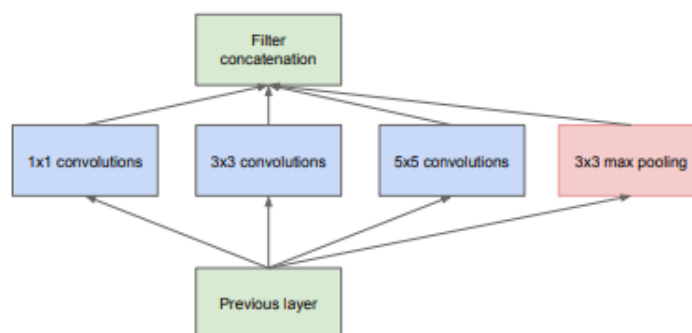 Filter
concatenation
1x1 convolutions
3x3 convolutions
5x5 convolutions
3x3 max pooling
Previous layer